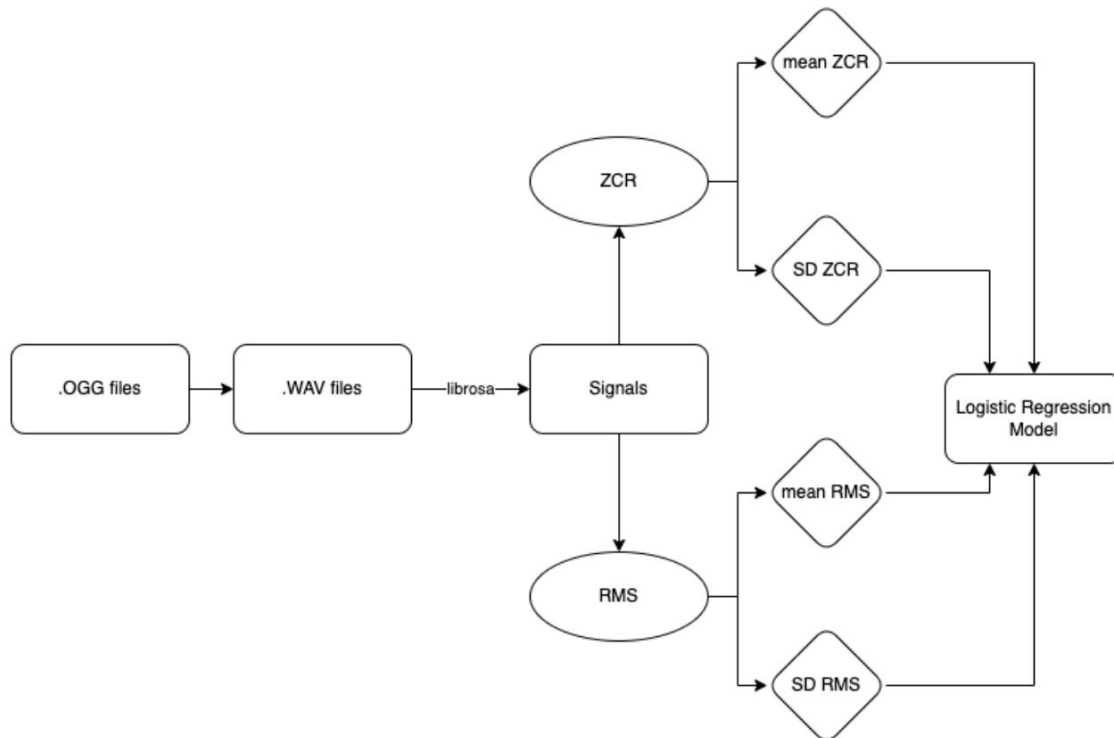 mean ZCR
ZCR
SD ZCR
.OGG files
.WAV files
librosa
Signals
Logistic Regression
Model
mean RMS
RMS
SD RMS